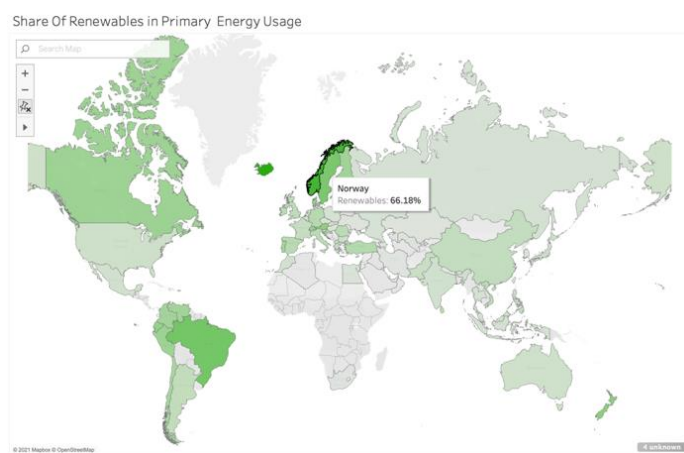 Share Of Renewables in Primary Energy Usage
Search Map
Norway
Renewables: 66.18%
© 2021 Mapbox © OpenStreetMap
4 unknown